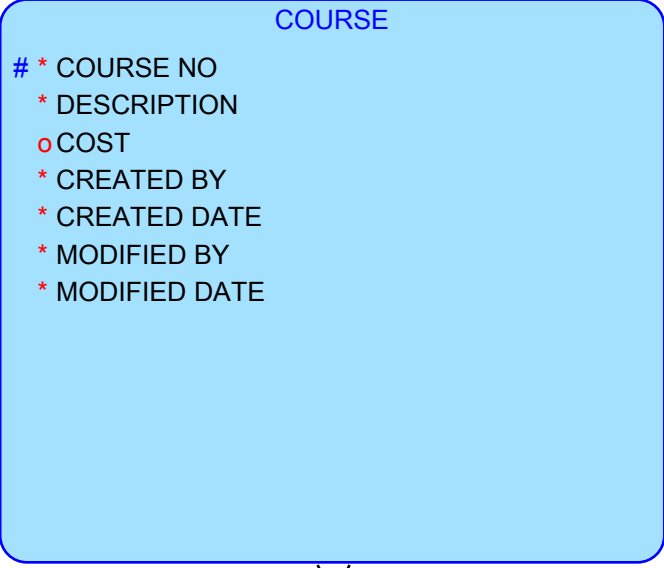 COURSE
# * COURSE NO
* DESCRIPTION
o COST
* CREATED BY
* CREATED DATE
* MODIFIED BY
* MODIFIED DATE